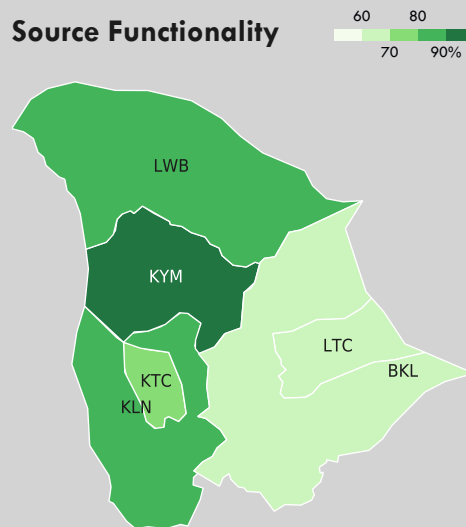 Source Functionality
60 80
70 90%
LWB
KYM
LTC
BKL
KTC
KLN